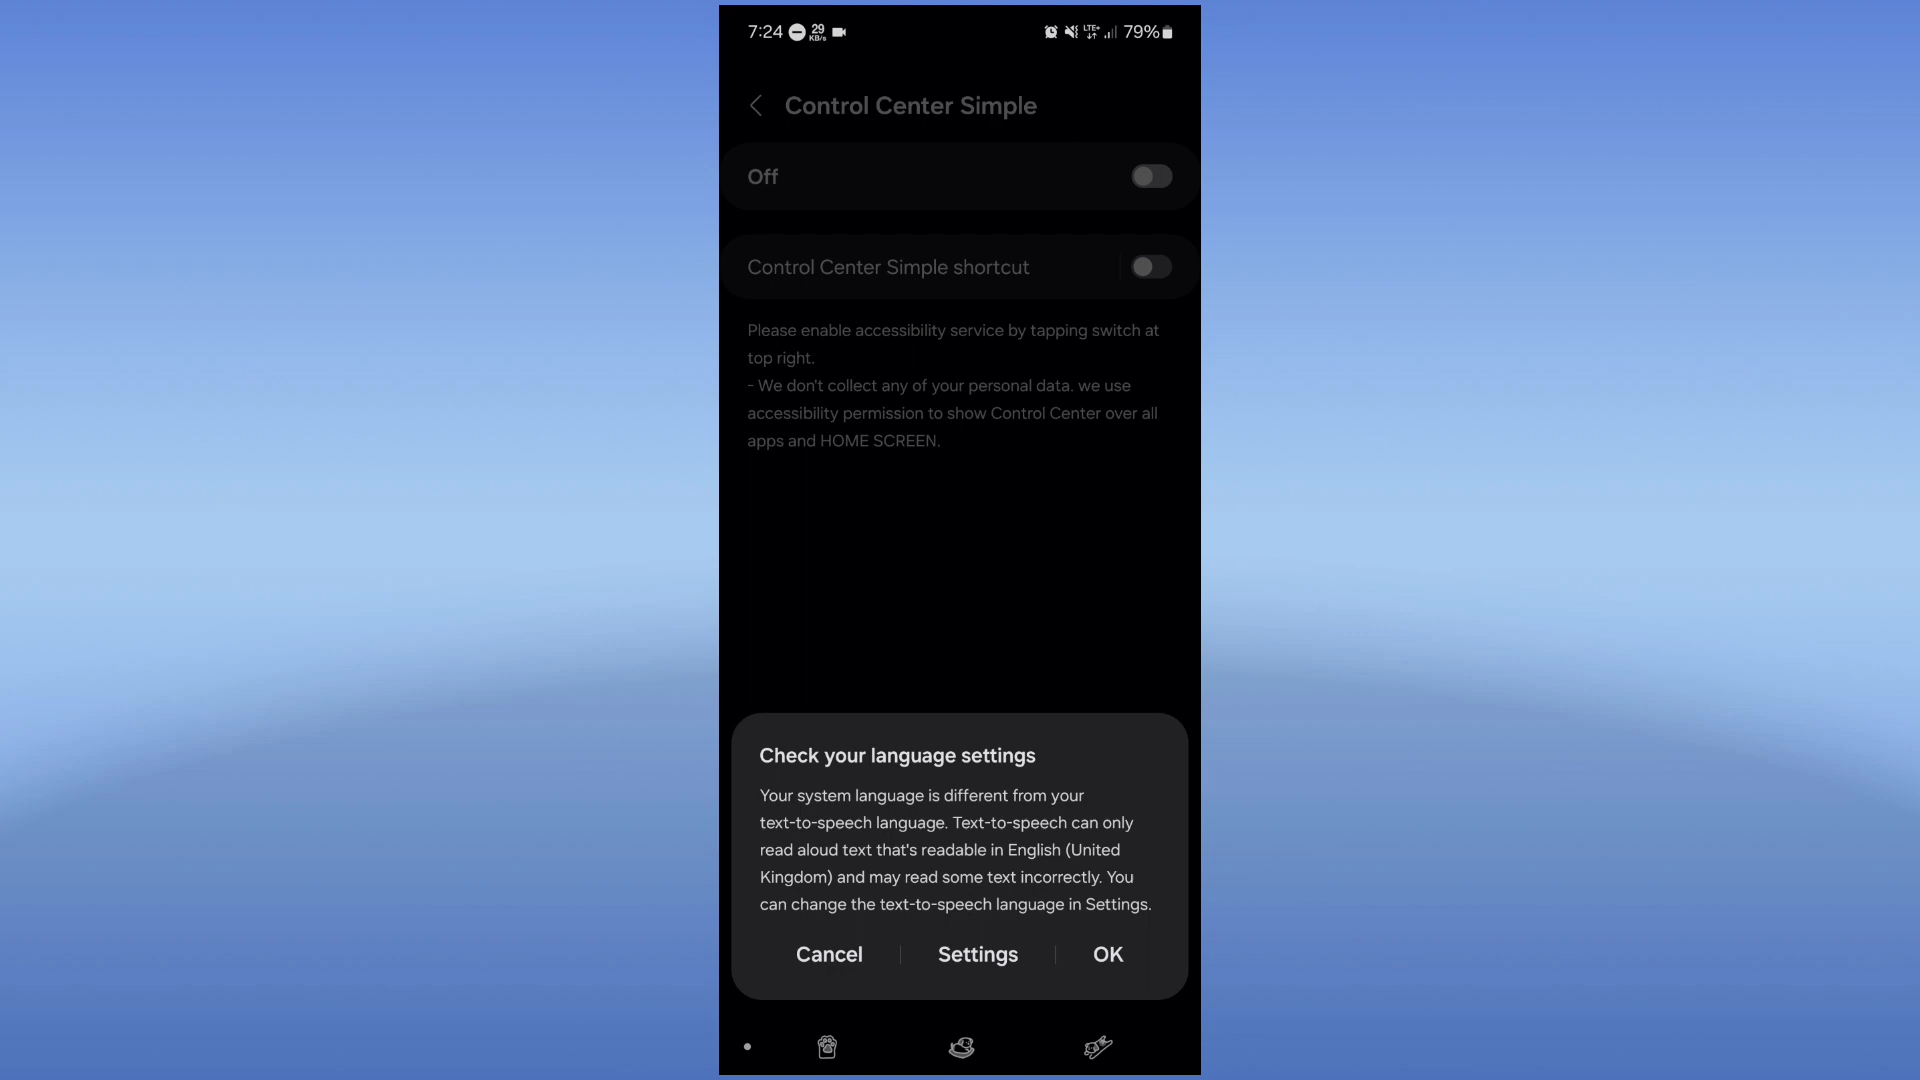 7:24 29 KB/s LTE+ 79%
Control Center Simple
Off
Control Center Simple shortcut
Please enable accessibility service by tapping switch at
top right.
- We don't collect any of your personal data. we use
accessibility permission to show Control Center over all
apps and HOME SCREEN.
Check your language settings
Your system language is different from your
text-to-speech language. Text-to-speech can only
read aloud text that's readable in English (United
Kingdom) and may read some text incorrectly. You
can change the text-to-speech language in Settings.
Cancel Settings OK